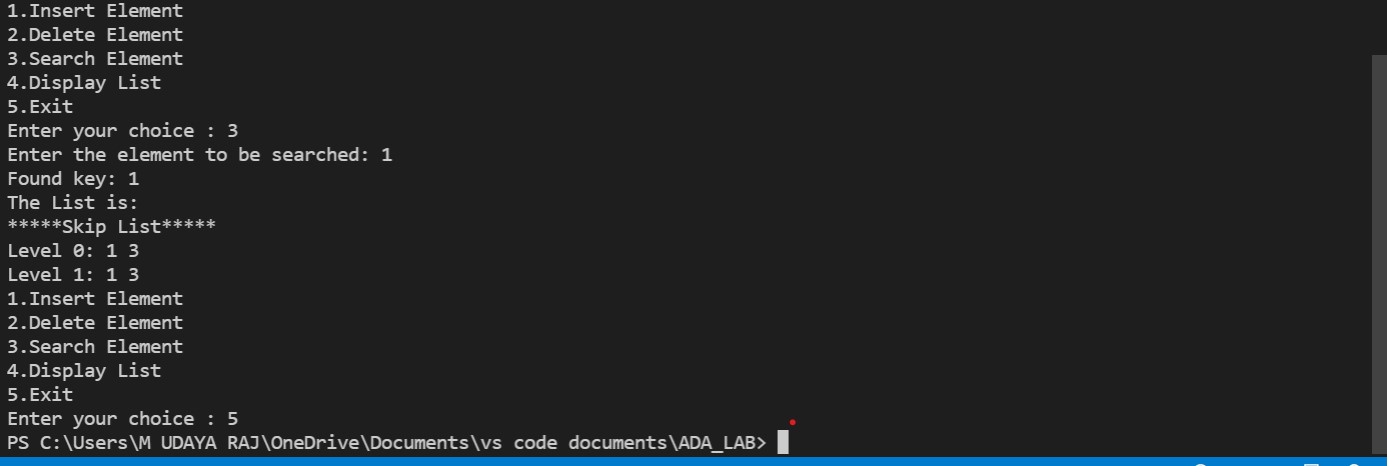 1.Insert Element
2.Delete Element
3.Search Element
4.Display List
5.Exit
Enter your choice : 3
Enter the element to be searched: 1
Found key: 1
The List is:
*****Skip List*****
Level 0: 1 3
Level 1: 1 3
1.Insert Element
2.Delete Element
3.Search Element
4.Display List
5.Exit
Enter your choice : 5
PS C:\Users\M UDAYA RAJ\OneDrive\Documents\vs code documents\ADA_LAB>